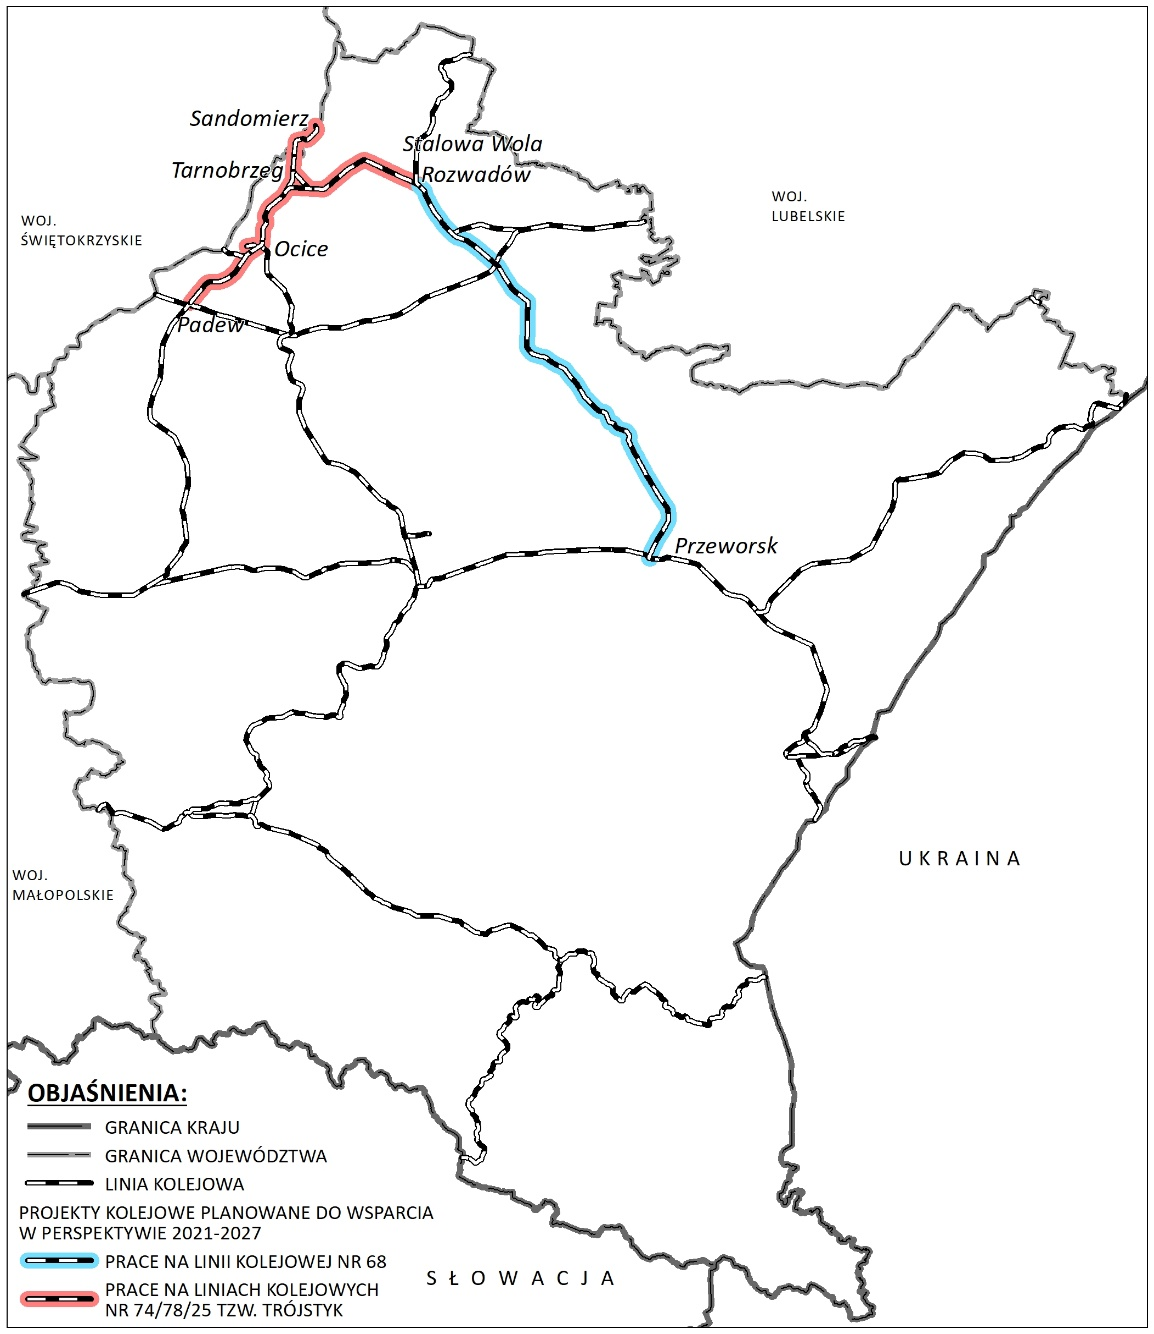 Sandomierz
Stalowa Wola
Tarnobrzeg
Rozwadów
WOJ.
LUBELSKIE
WOJ.
ŚWIĘTOKRZYSKIE
Ocice
Padew
Przeworsk
UKRAINA
WOJ.
MAŁOPOLSKIE
OBJAŚNIENIA:
GRANICA KRAJU
GRANICA WOJEWÓDZTWA
LINIA KOLEJOWA
PROJEKTY KOLEJOWE PLANOWANE DO WSPARCIA
W PERSPEKTYWIE 2021-2027
PRACE NA LINII KOLEJOWEJ NR 68
PRACE NA LINIACH KOLEJOWYCH
NR 74/78/25 TZW. TRÓJSTYK
SŁOWACJA